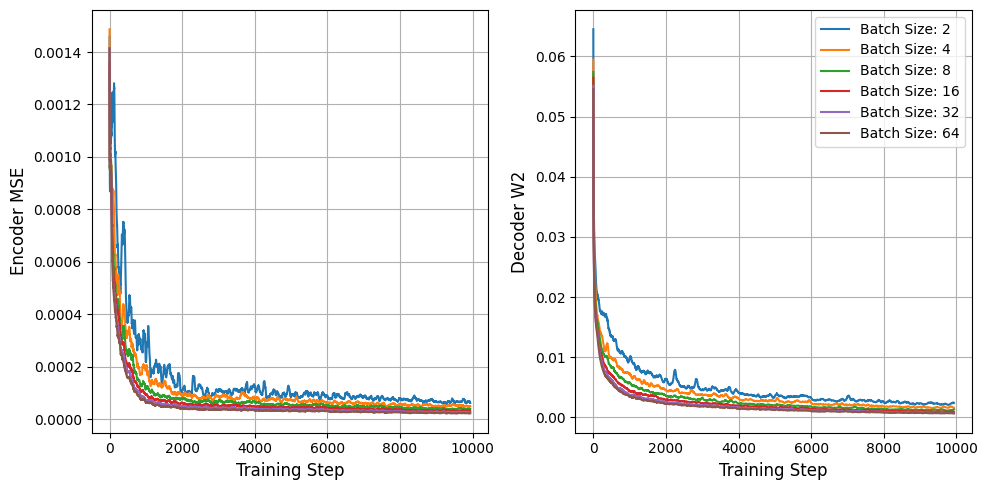 Encoder MSE
0.0014
0.0012
0.0010
0.0008
0.0006
0.0004
0.0002
0.0000
0
2000
4000
6000
8000
10000
Training Step
Decoder W2
0.06
0.05
0.04
0.03
0.02
0.01
0.00
0
2000
4000
6000
8000
10000
Training Step
Batch Size: 2
Batch Size: 4
Batch Size: 8
Batch Size: 16
Batch Size: 32
Batch Size: 64